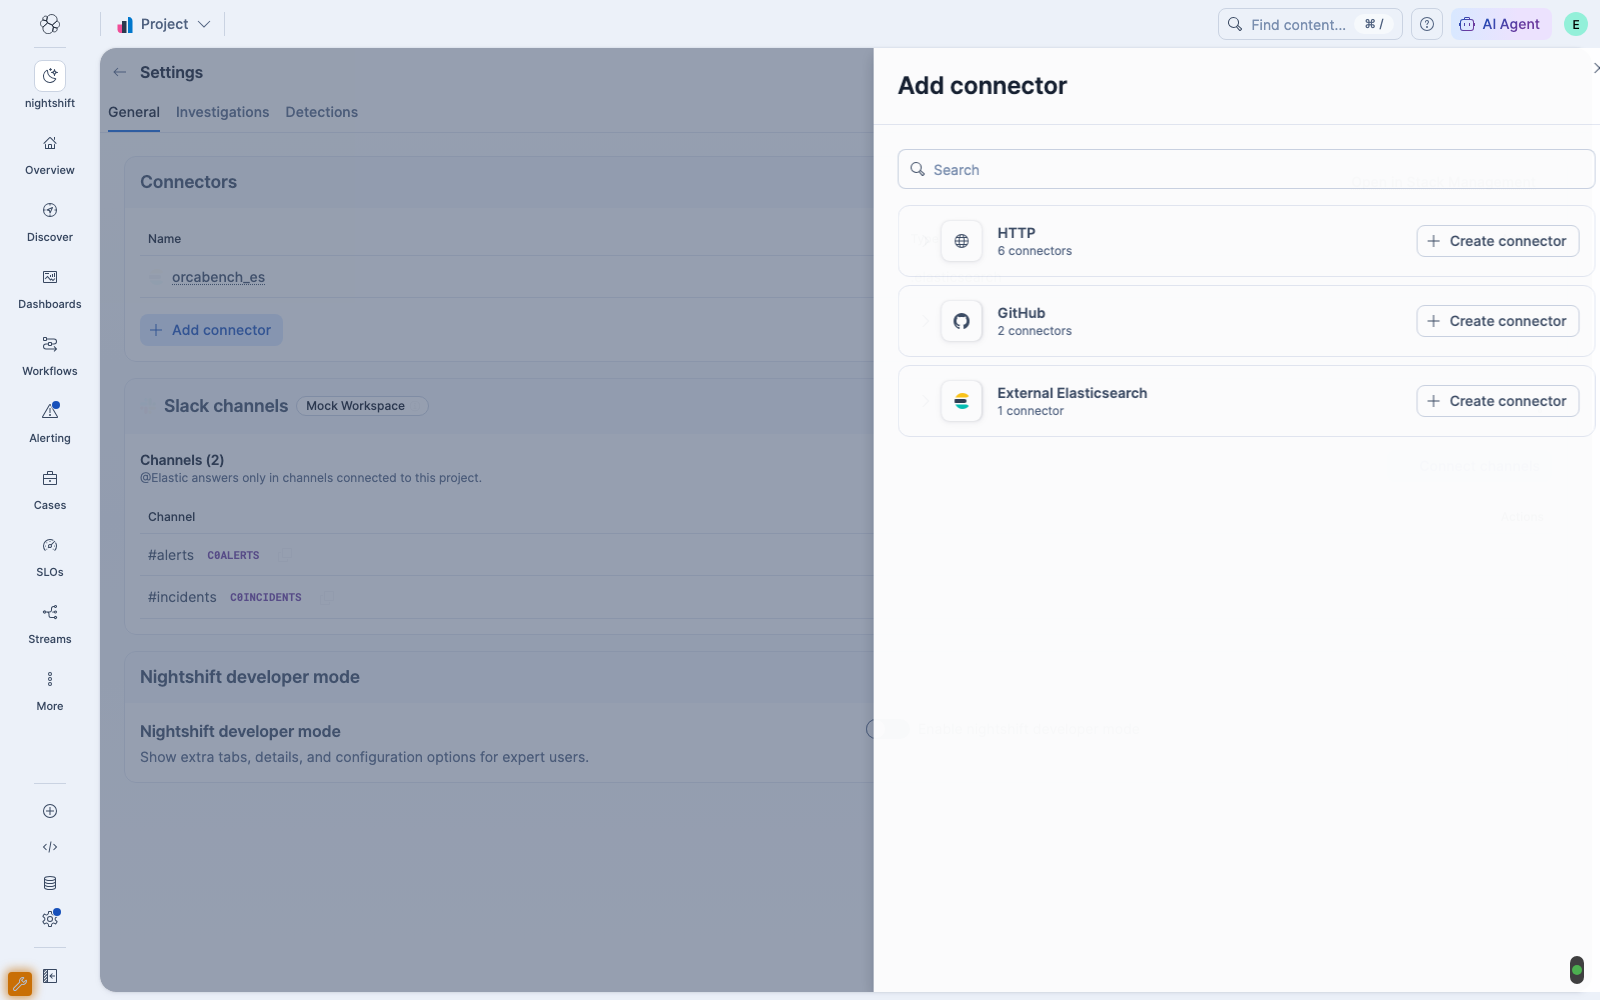 Project
Find content...
⌘ /
AI Agent
E
nightshift
Overview
Discover
Dashboards
Workflows
Alerting
Cases
SLOs
Streams
More
Settings
General
Investigations
Detections
Connectors
Name
orcabench_es
Add connector
Slack channels
Mock Workspace
Channels (2)
@Elastic answers only in channels connected to this project.
Channel
#alerts C0ALERTS
#incidents C0INCIDENTS
Nightshift developer mode
Nightshift developer mode
Show extra tabs, details, and configuration options for expert users.
Add connector
Search
HTTP
6 connectors
Create connector
GitHub
2 connectors
Create connector
External Elasticsearch
1 connector
Create connector